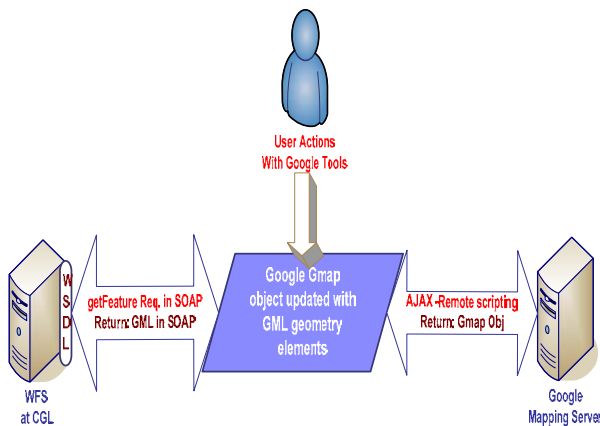 User Actions
With Google Tools
Google Gmap
object updated with
GML geometry
elements
WSDL
getFeature Req. in SOAP
Return: GML in SOAP
AJAX -Remote scripting
Return: Gmap Obj
WFS
at CGL
Google
Mapping Server